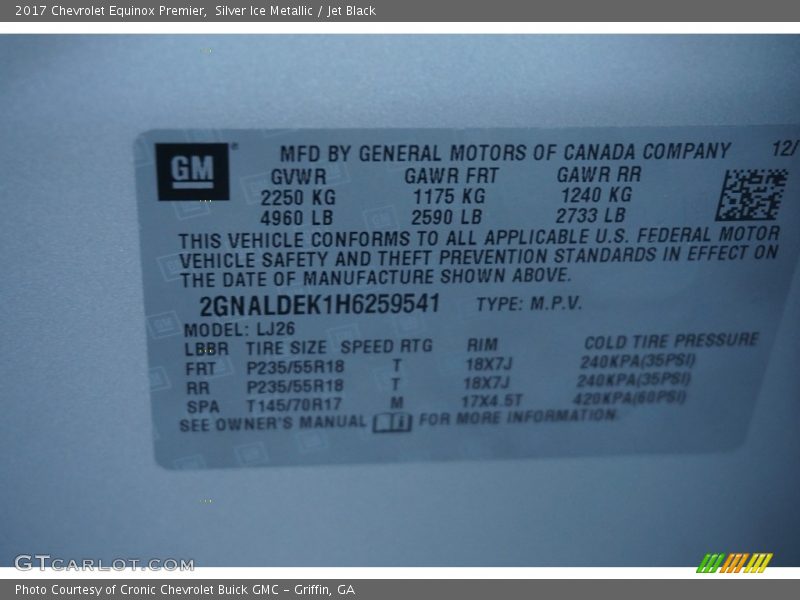 2017 Chevrolet Equinox Premier, Silver Ice Metallic / Jet Black
GM
MFD BY GENERAL MOTORS OF CANADA COMPANY 12/
GVWR GAWR FRT GAWR RR
2250 KG 1175 KG 1240 KG
4960 LB 2590 LB 2733 LB
THIS VEHICLE CONFORMS TO ALL APPLICABLE U.S. FEDERAL MOTOR
VEHICLE SAFETY AND THEFT PREVENTION STANDARDS IN EFFECT ON
THE DATE OF MANUFACTURE SHOWN ABOVE.
2GNALDEK1H6259541 TYPE: M.P.V.
MODEL: LJ26
LBBR TIRE SIZE SPEED RTG RIM COLD TIRE PRESSURE
FRT P235/55R18 T 18X7J 240KPA(35PSI)
RR P235/55R18 T 18X7J 240KPA(35PSI)
SPA T145/70R17 M 17X4.5T 420KPA(60PSI)
SEE OWNER'S MANUAL FOR MORE INFORMATION.
GTCARLOT.COM
Photo Courtesy of Cronic Chevrolet Buick GMC - Griffin, GA